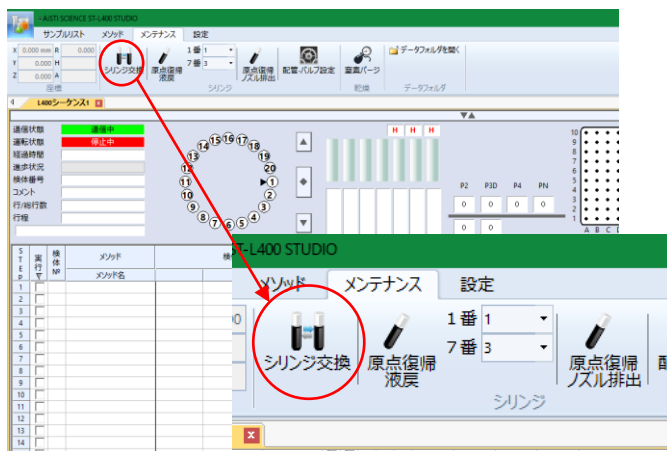 - AiSTI SCIENCE ST-L400 STUDIO
サンプルリスト メソッド メンテナンス 設定
X 0.000 mm R 0.000
Y 0.000 H
Z 0.000 A
座標
シリンジ交換
原点復帰
液戻
1番 1
7番 3
原点復帰
ノズル排出
シリンジ
配管・バルブ設定
窒素パージ
乾燥
データフォルダを開く
データフォルダ
L400シーケンス1
通信状態 通信中
運転状態 停止中
経過時間
進歩状況
検体番号
コメント
行/総行数
行程
1 2 3 4 5 6 7 8 9 10 11 12 13 14 15 16 17 18 19 20
H H H
P2 P3D P4 PN
0 0 0 0
0 0
10
9
8
7
6
5
4
3
2
1
A B C D
STEP 実行 検体№ メソッド 検
メソッド名
1
2
3
4
5
6
7
8
9
10
11
12
13
14
ST-L400 STUDIO
メソッド メンテナンス 設定
00
シリンジ交換
原点復帰
液戻
1番 1
7番 3
原点復帰
ノズル排出
シリンジ